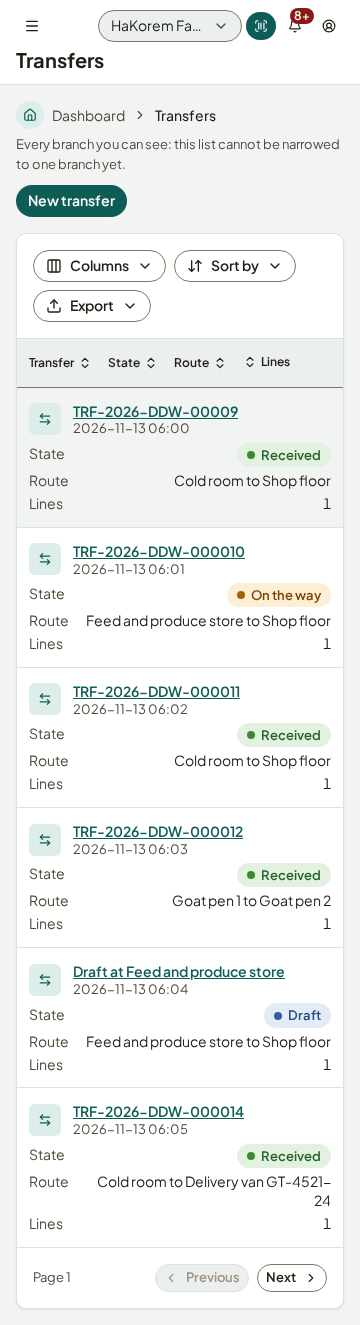 HaKorem Fa...
8+
Transfers
Dashboard > Transfers
Every branch you can see: this list cannot be narrowed
to one branch yet.
New transfer
Columns
Sort by
Export
Transfer State Route Lines
TRF-2026-DDW-00009
2026-11-13 06:00
State Received
Route Cold room to Shop floor
Lines 1
TRF-2026-DDW-000010
2026-11-13 06:01
State On the way
Route Feed and produce store to Shop floor
Lines 1
TRF-2026-DDW-000011
2026-11-13 06:02
State Received
Route Cold room to Shop floor
Lines 1
TRF-2026-DDW-000012
2026-11-13 06:03
State Received
Route Goat pen 1 to Goat pen 2
Lines 1
Draft at Feed and produce store
2026-11-13 06:04
State Draft
Route Feed and produce store to Shop floor
Lines 1
TRF-2026-DDW-000014
2026-11-13 06:05
State Received
Route Cold room to Delivery van GT-4521-
24
Lines 1
Page 1 Previous Next